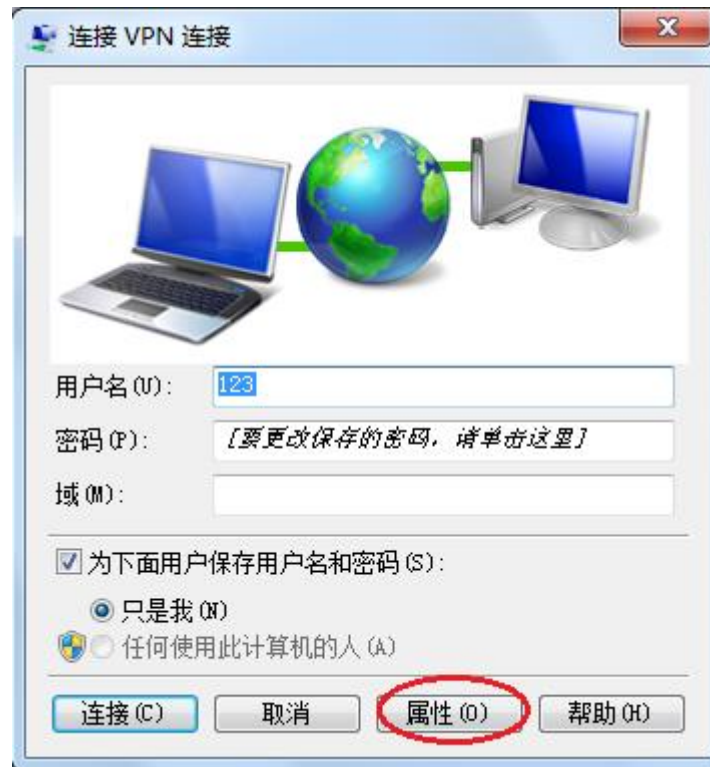 连接 VPN 连接
用户名(U):
123
密码(P):
[要更改保存的密码，请单击这里]
域(M):
为下面用户保存用户名和密码(S):
只是我(N)
任何使用此计算机的人(A)
连接(C) 取消 属性(O) 帮助(H)